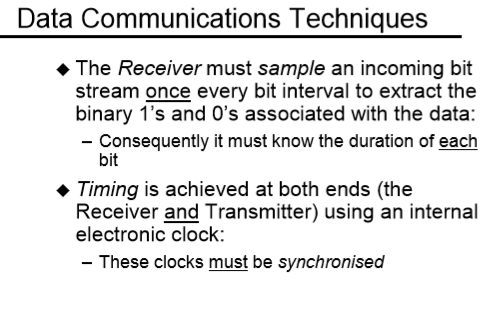 Data Communications Techniques
◆ The Receiver must sample an incoming bit
stream once every bit interval to extract the
binary 1's and 0's associated with the data:
– Consequently it must know the duration of each
bit
◆ Timing is achieved at both ends (the
Receiver and Transmitter) using an internal
electronic clock:
– These clocks must be synchronised